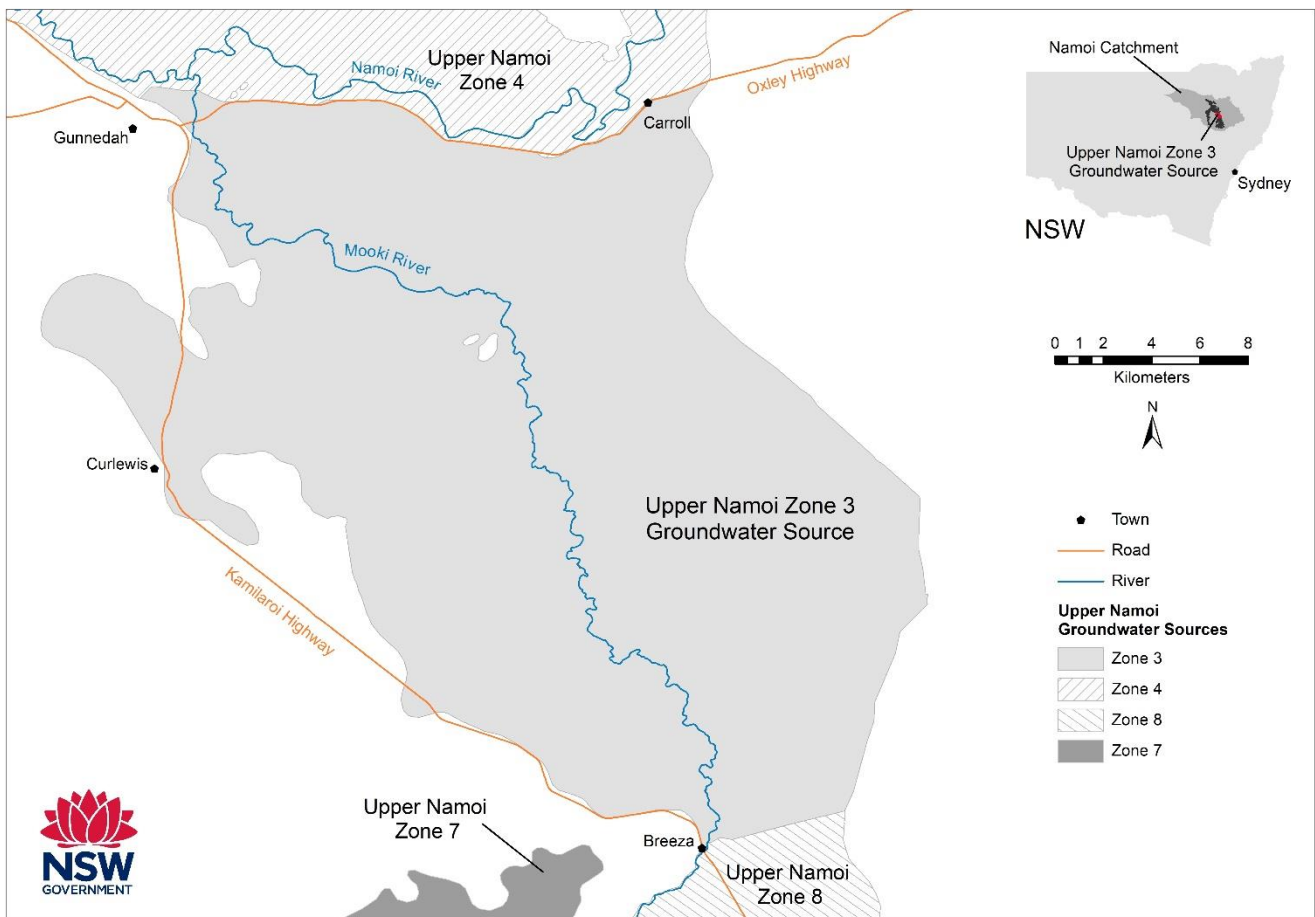 Upper Namoi
Zone 4
Namoi River
Oxley Highway
Carroll
Gunnedah
Mooki River
Curlewis
Upper Namoi Zone 3
Groundwater Source
Kamilaroi Highway
Upper Namoi
Zone 7
Breeza
Upper Namoi
Zone 8
NSW
GOVERNMENT
Namoi Catchment
Upper Namoi Zone 3
Groundwater Source
Sydney
NSW
0 1 2 4 6 8
Kilometers
N
Town
Road
River
Upper Namoi
Groundwater Sources
Zone 3
Zone 4
Zone 8
Zone 7